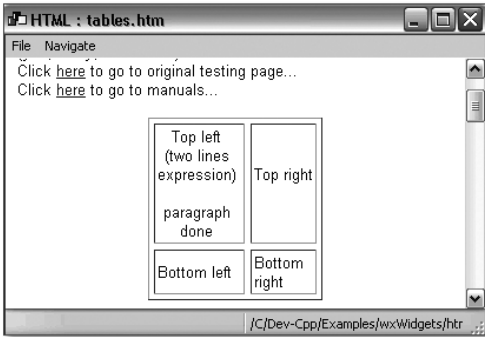 HTML : tables.htm
File Navigate
Click here to go to original testing page...
Click here to go to manuals...
Top left
(two lines
expression)
paragraph
done
Top right
Bottom left
Bottom
right
/C/Dev-Cpp/Examples/wxWidgets/htr